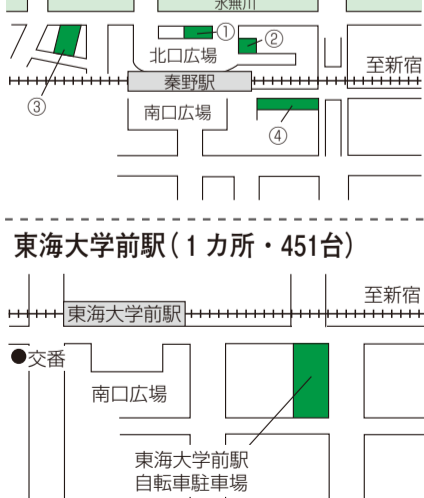 水無川
①
②
北口広場
至新宿
秦野駅
③
南口広場
④
東海大学前駅(1カ所・451台)
至新宿
東海大学前駅
●交番
南口広場
東海大学前駅
自転車駐車場